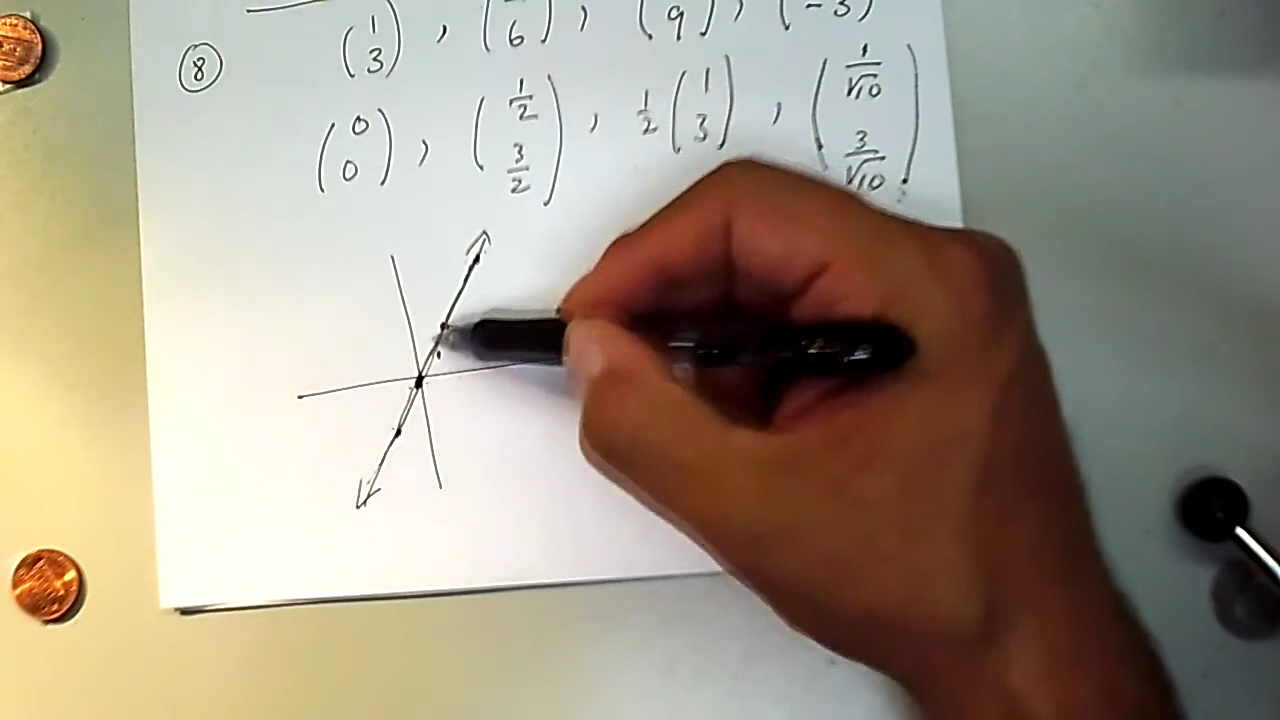 ⑧ (1 3), ( 6), ( 9), (-3)
(0 0), (1/2 3/2), 1/2 (1 3), (1/√10 3/√10)